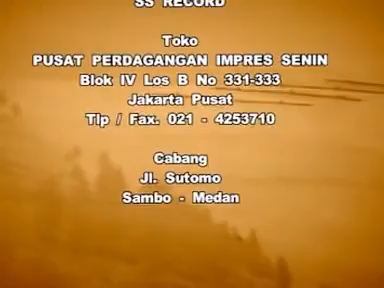 SS RECORD
Toko
PUSAT PERDAGANGAN IMPRES SENIN
Blok IV Los B No 331-333
Jakarta Pusat
Tlp / Fax. 021 - 4253710
Cabang
Jl. Sutomo
Sambo - Medan